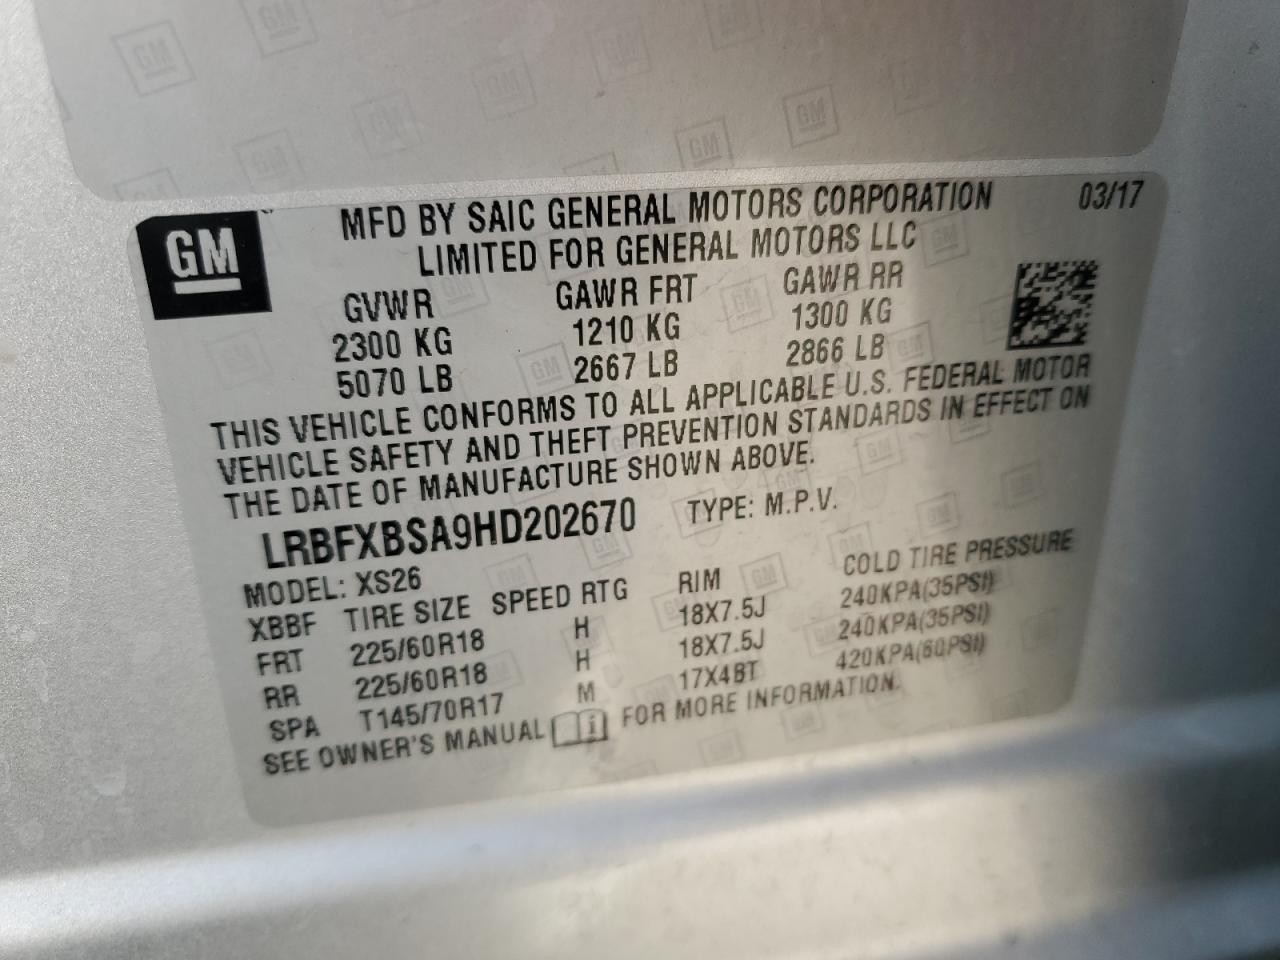 GM
MFD BY SAIC GENERAL MOTORS CORPORATION 03/17
LIMITED FOR GENERAL MOTORS LLC
GVWR GAWR FRT GAWR RR
2300 KG 1210 KG 1300 KG
5070 LB 2667 LB 2866 LB
THIS VEHICLE CONFORMS TO ALL APPLICABLE U.S. FEDERAL MOTOR
VEHICLE SAFETY AND THEFT PREVENTION STANDARDS IN EFFECT ON
THE DATE OF MANUFACTURE SHOWN ABOVE.
LRBFXBSA9HD202670 TYPE: M.P.V.
MODEL: XS26
XBBF TIRE SIZE SPEED RTG RIM COLD TIRE PRESSURE
FRT 225/60R18 H 18X7.5J 240KPA(35PSI)
RR 225/60R18 H 18X7.5J 240KPA(35PSI)
SPA T145/70R17 M 17X4BT 420KPA(60PSI)
SEE OWNER'S MANUAL FOR MORE INFORMATION.